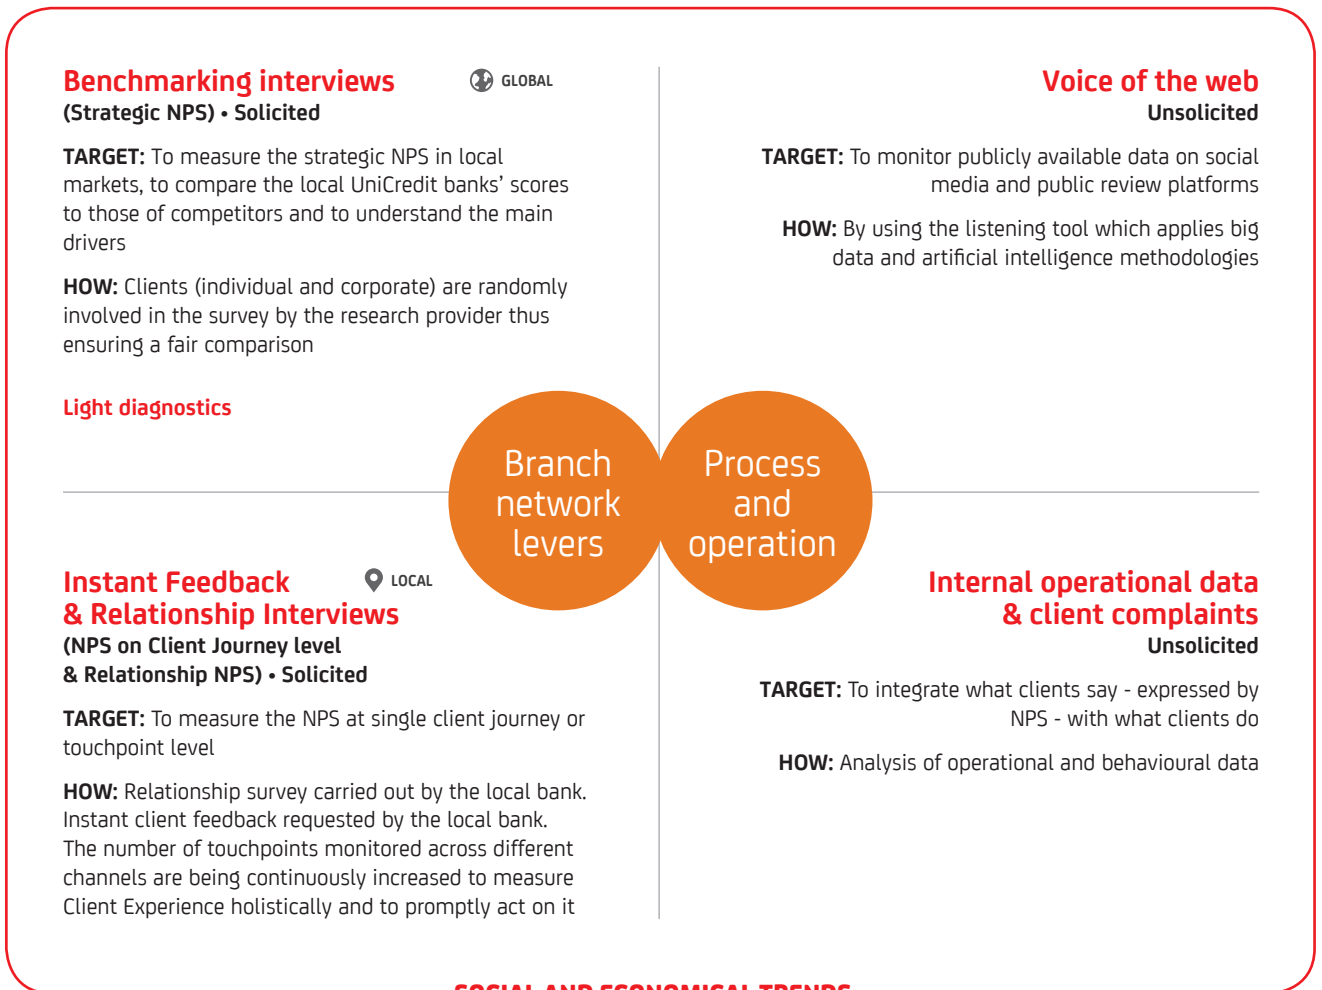 Benchmarking interviews
GLOBAL
(Strategic NPS) • Solicited
TARGET: To measure the strategic NPS in local
markets, to compare the local UniCredit banks’ scores
to those of competitors and to understand the main
drivers
HOW: Clients (individual and corporate) are randomly
involved in the survey by the research provider thus
ensuring a fair comparison
Light diagnostics
Voice of the web
Unsolicited
TARGET: To monitor publicly available data on social
media and public review platforms
HOW: By using the listening tool which applies big
data and artificial intelligence methodologies
Branch
network
levers
Process
and
operation
Instant Feedback
LOCAL
& Relationship Interviews
(NPS on Client Journey level
& Relationship NPS) • Solicited
TARGET: To measure the NPS at single client journey or
touchpoint level
HOW: Relationship survey carried out by the local bank.
Instant client feedback requested by the local bank.
The number of touchpoints monitored across different
channels are being continuously increased to measure
Client Experience holistically and to promptly act on it
Internal operational data
& client complaints
Unsolicited
TARGET: To integrate what clients say - expressed by
NPS - with what clients do
HOW: Analysis of operational and behavioural data
SOCIAL AND ECONOMICAL TRENDS